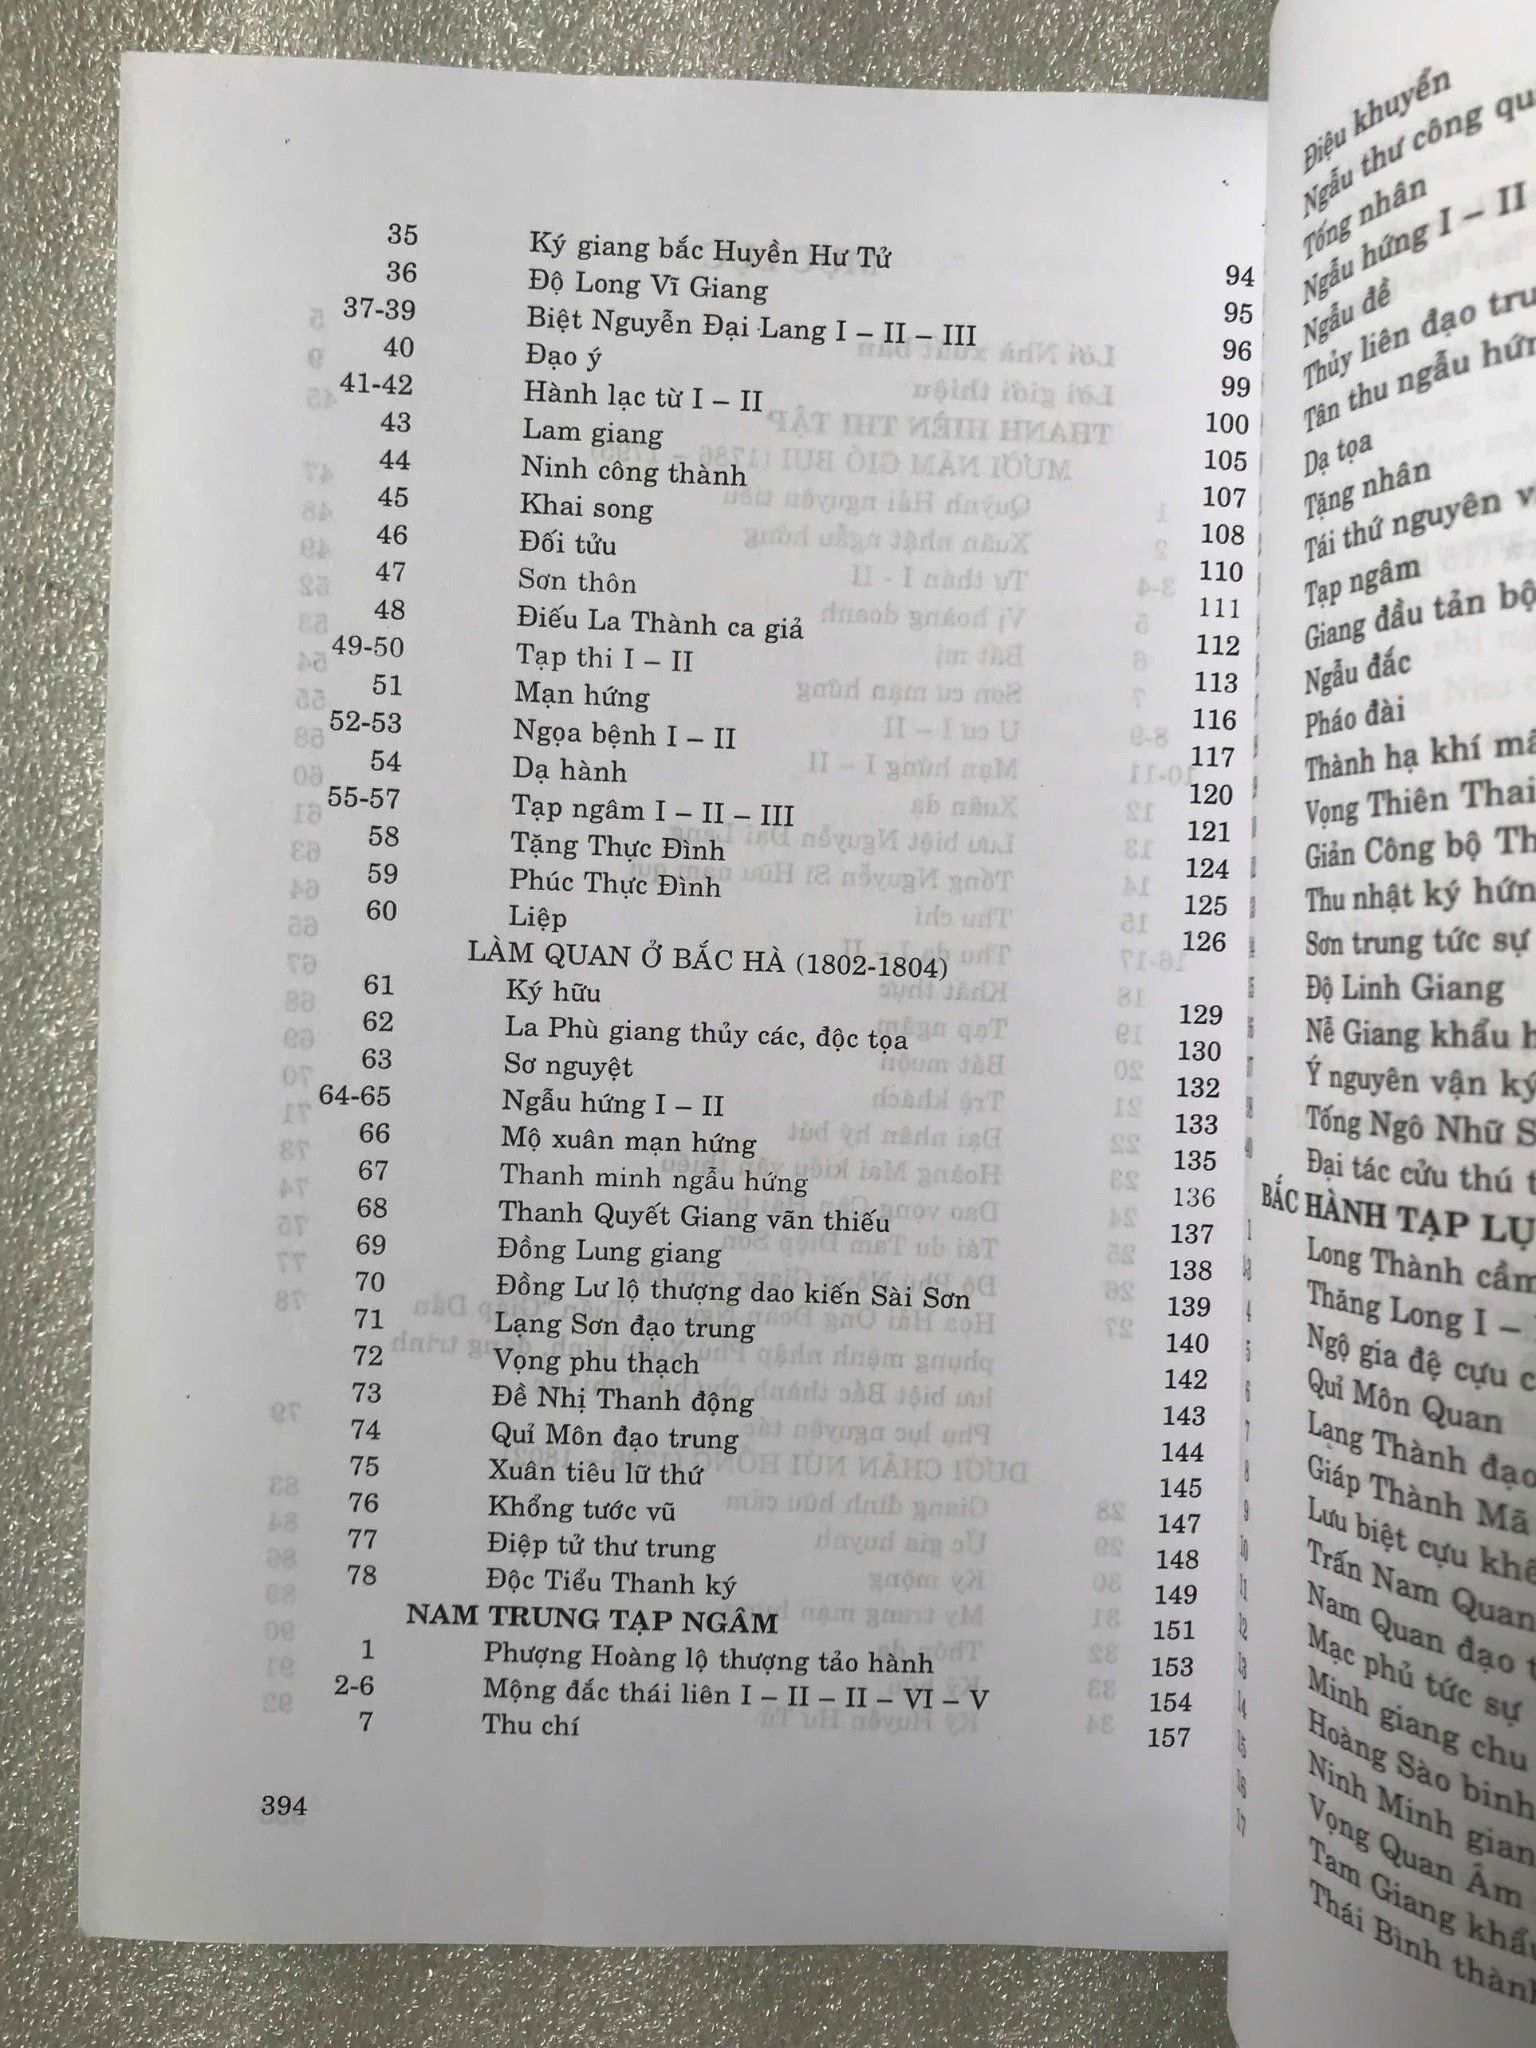 35 Ký giang bắc Huyền Hư Tử 94
36 Độ Long Vĩ Giang 95
37-39 Biệt Nguyễn Đại Lang I – II – III 96
40 Đạo ý 99
41-42 Hành lạc từ I – II 100
43 Lam giang 105
44 Ninh công thành 107
45 Khai song 108
46 Đối tửu 110
47 Sơn thôn 111
48 Điếu La Thành ca giả 112
49-50 Tạp thi I – II 113
51 Mạn hứng 116
52-53 Ngọa bệnh I – II 117
54 Dạ hành 120
55-57 Tạp ngâm I – II – III 121
58 Tặng Thực Đình 124
59 Phúc Thực Đình 125
60 Liệp 126
LÀM QUAN Ở BẮC HÀ (1802-1804)
61 Ký hữu 129
62 La Phù giang thủy các, độc tọa 130
63 Sơ nguyệt 132
64-65 Ngẫu hứng I – II 133
66 Mộ xuân mạn hứng 135
67 Thanh minh ngẫu hứng 136
68 Thanh Quyết Giang vãn thiếu 137
69 Đồng Lung giang 138
70 Đồng Lư lộ thượng dao kiến Sài Sơn 139
71 Lạng Sơn đạo trung 140
72 Vọng phu thạch 142
73 Đề Nhị Thanh động 143
74 Quỉ Môn đạo trung 144
75 Xuân tiêu lữ thứ 145
76 Khổng tước vũ 147
77 Điệp tử thư trung 148
78 Độc Tiểu Thanh ký 149
NAM TRUNG TẠP NGÂM 151
1 Phượng Hoàng lộ thượng tảo hành 153
2-6 Mộng đắc thái liên I – II – II – VI – V 154
7 Thu chí 157
394
Điệu khuyển
Ngẫu thư công
Tống nhân
Ngẫu hứng I – II
Ngẫu đề
Thủy liên đạo
Tân thu ngẫu
Dạ tọa
Tặng nhân
Tái thứ nguyên
Tạp ngâm
Giang đầu tản bộ
Ngẫu đắc
Pháo đài
Thành hạ khí
Vọng Thiên Thai
Giản Công bộ
Thu nhật ký
Sơn trung tức sự
Độ Linh Giang
Nễ Giang khẩu
Ý nguyên vận ký
Tống Ngô Nhữ
Đại tác cửu thú
BẮC HÀNH TẠP
Long Thành cầm
Thăng Long I –
Ngộ gia đệ cựu
Quỉ Môn Quan
Lạng Thành đạo
Giáp Thành Mã
Lưu biệt cựu
Trấn Nam Quan
Nam Quan đạo
Mạc phủ tức sự
Minh giang chu
Hoàng Sào binh
Ninh Minh
Vọng Quan Âm
Tam Giang
Thái Bình